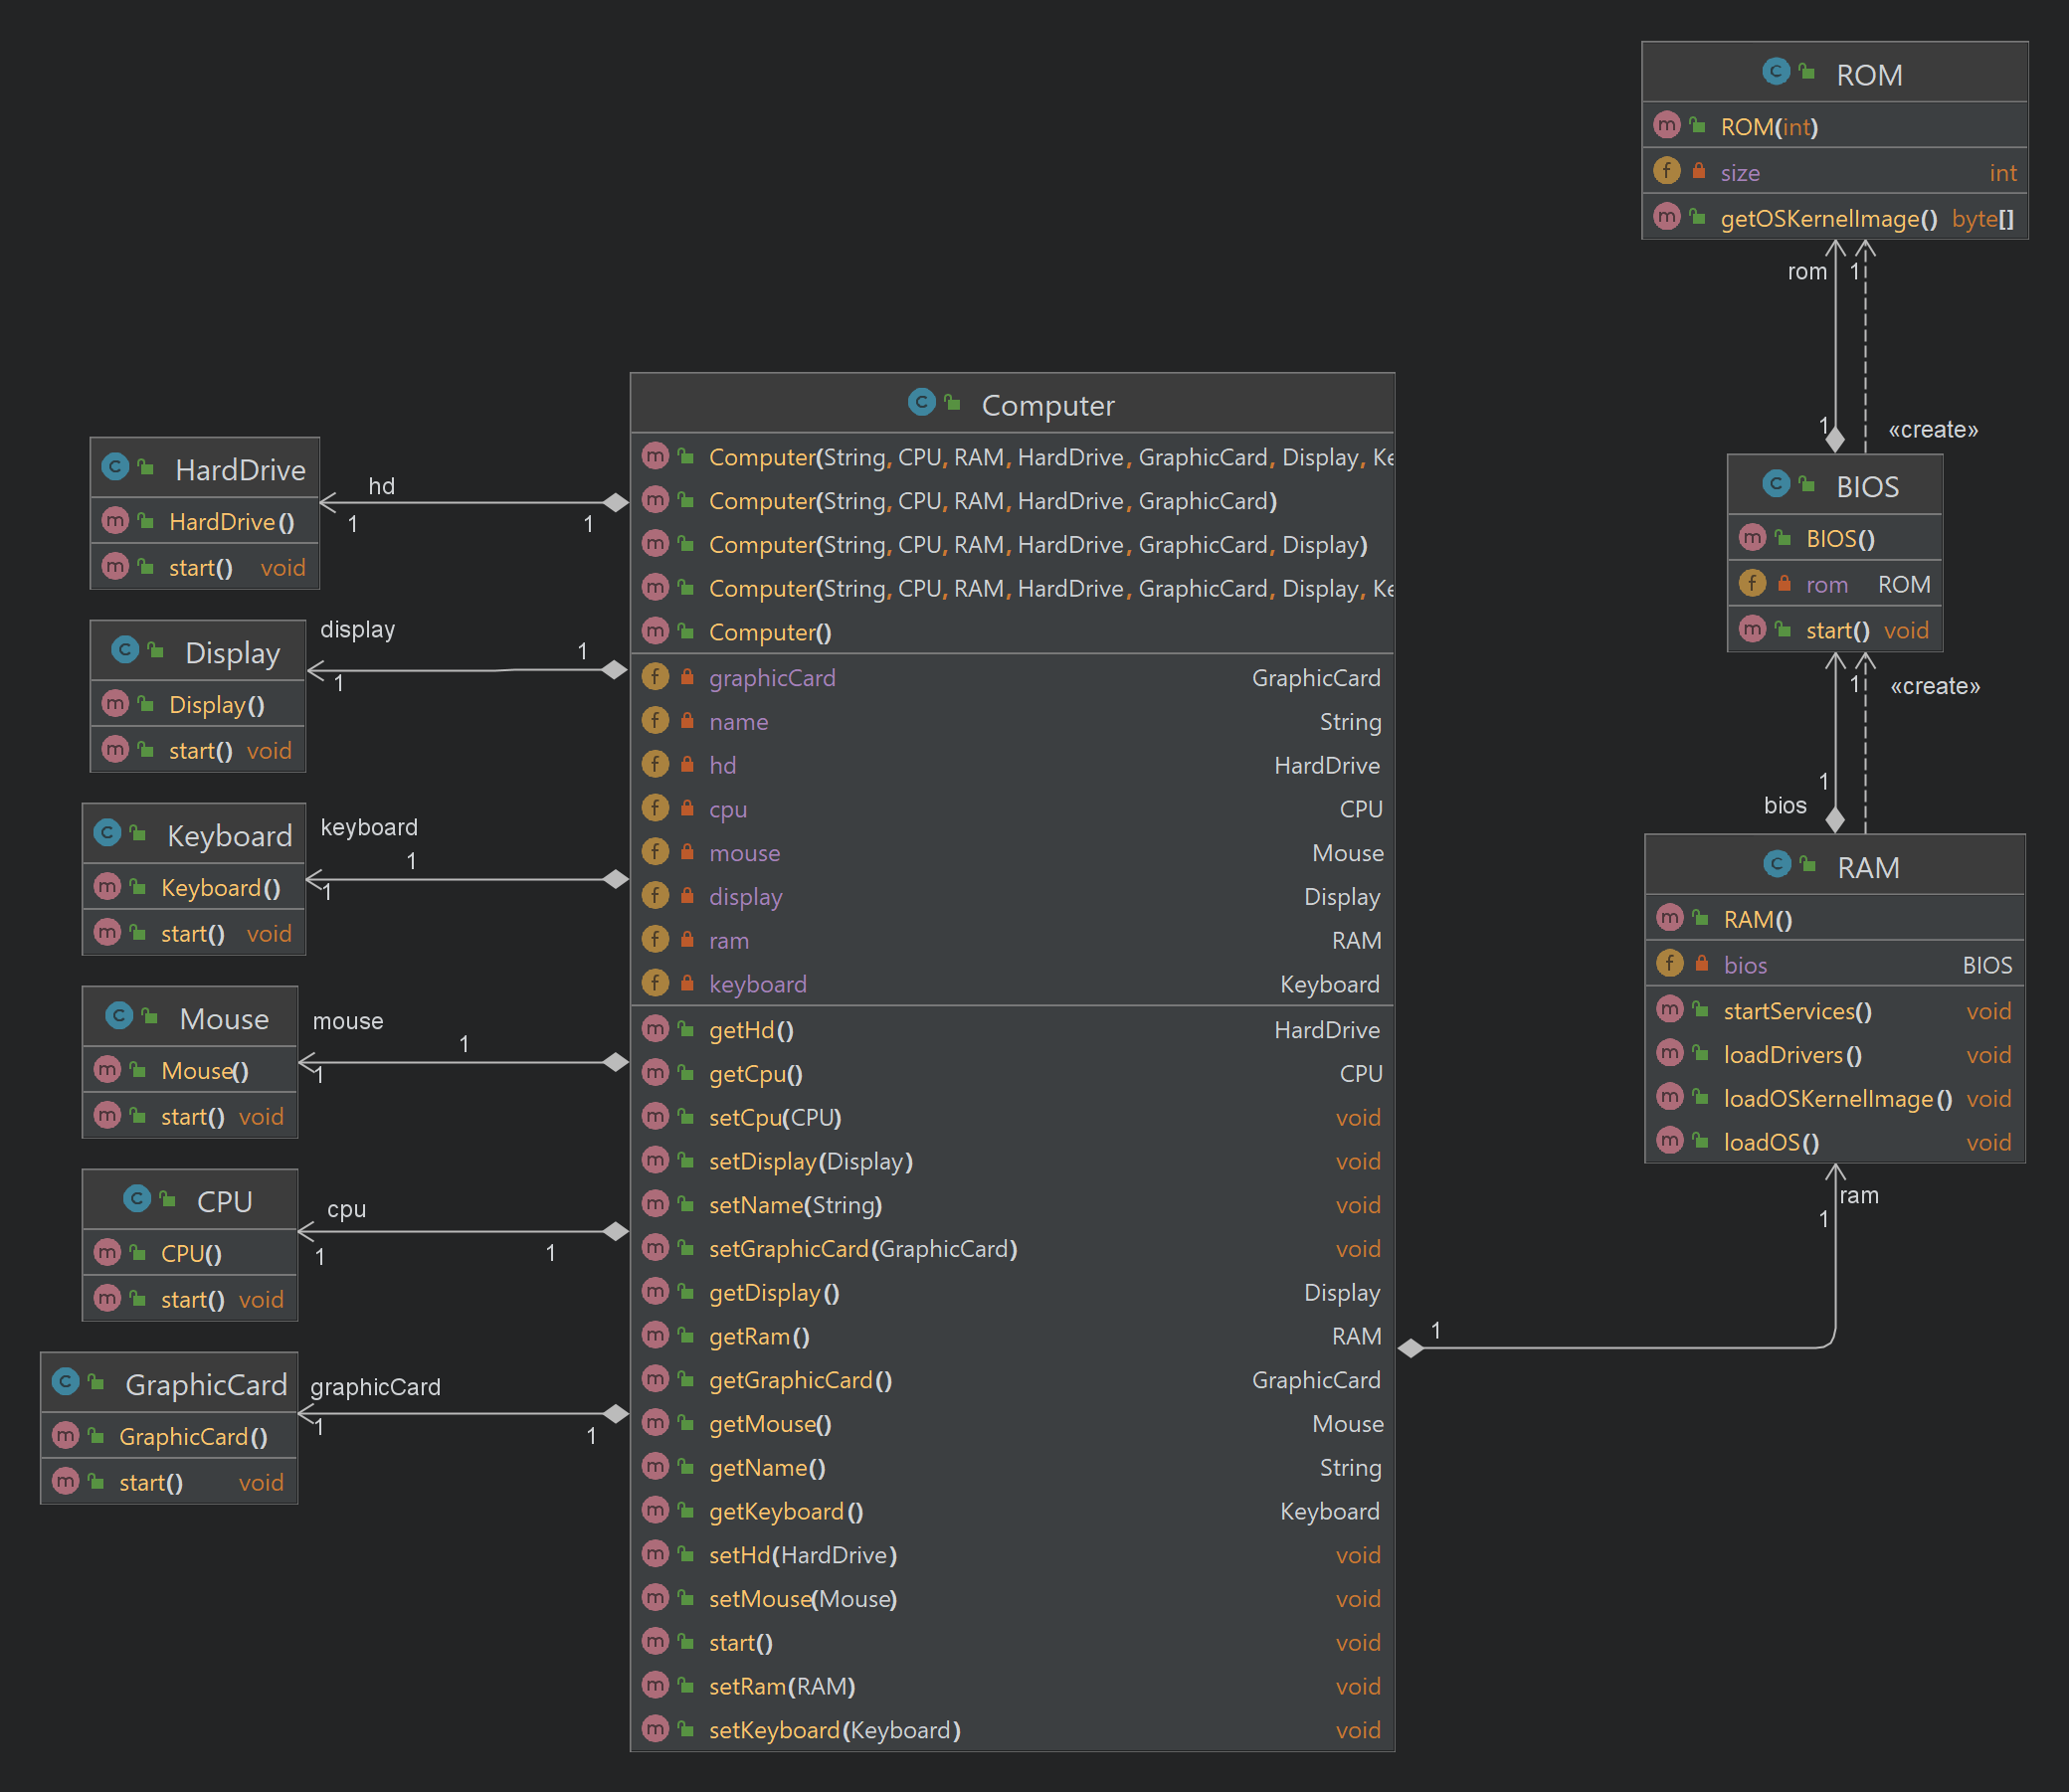 ROM
ROM(int)
size int
getOSKernelImage() byte[]
rom 1
1 «create»
BIOS
BIOS()
rom ROM
start() void
1 «create»
1
bios
RAM
RAM()
bios BIOS
startServices() void
loadDrivers() void
loadOSKernelImage() void
loadOS() void
ram
1
1
Computer
Computer(String, CPU, RAM, HardDrive, GraphicCard, Display, Ke
Computer(String, CPU, RAM, HardDrive, GraphicCard)
Computer(String, CPU, RAM, HardDrive, GraphicCard, Display)
Computer(String, CPU, RAM, HardDrive, GraphicCard, Display, Ke
Computer()
graphicCard GraphicCard
name String
hd HardDrive
cpu CPU
mouse Mouse
display Display
ram RAM
keyboard Keyboard
getHd() HardDrive
getCpu() CPU
setCpu(CPU) void
setDisplay(Display) void
setName(String) void
setGraphicCard(GraphicCard) void
getDisplay() Display
getRam() RAM
getGraphicCard() GraphicCard
getMouse() Mouse
getName() String
getKeyboard() Keyboard
setHd(HardDrive) void
setMouse(Mouse) void
start() void
setRam(RAM) void
setKeyboard(Keyboard) void
HardDrive
HardDrive()
start() void
hd
1 1
Display
Display()
start() void
display
1
1
Keyboard
Keyboard()
start() void
keyboard
1
1
Mouse
Mouse()
start() void
mouse
1
1
CPU
CPU()
start() void
cpu
1 1
GraphicCard
GraphicCard()
start() void
graphicCard
1 1